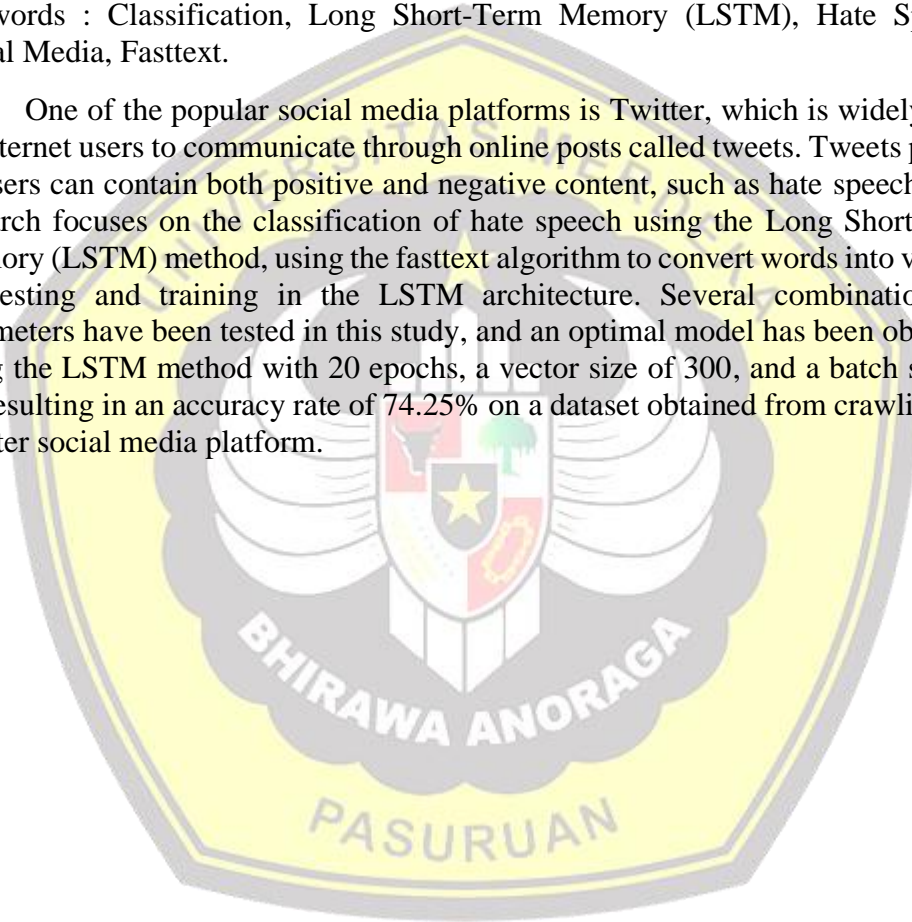 words : Classification, Long Short-Term Memory (LSTM), Hate Sp
al Media, Fasttext.
One of the popular social media platforms is Twitter, which is widely
ternet users to communicate through online posts called tweets. Tweets p
sers can contain both positive and negative content, such as hate speech
rch focuses on the classification of hate speech using the Long Short
ory (LSTM) method, using the fasttext algorithm to convert words into v
esting and training in the LSTM architecture. Several combinatio
meters have been tested in this study, and an optimal model has been ob
g the LSTM method with 20 epochs, a vector size of 300, and a batch s
esulting in an accuracy rate of 74.25% on a dataset obtained from crawli
ter social media platform.
UNIVERSITAS MERDEKA
BHIRAWA ANORAGA
PASURUAN